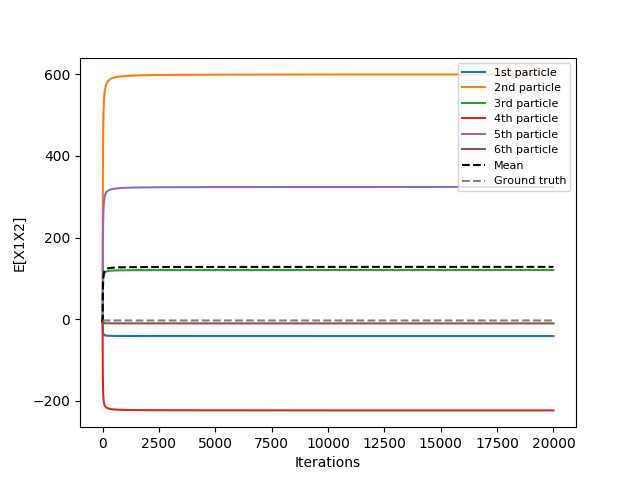 600
400
200
0
−200
E[X1X2]
1st particle
2nd particle
3rd particle
4th particle
5th particle
6th particle
Mean
Ground truth
0 2500 5000 7500 10000 12500 15000 17500 20000
Iterations